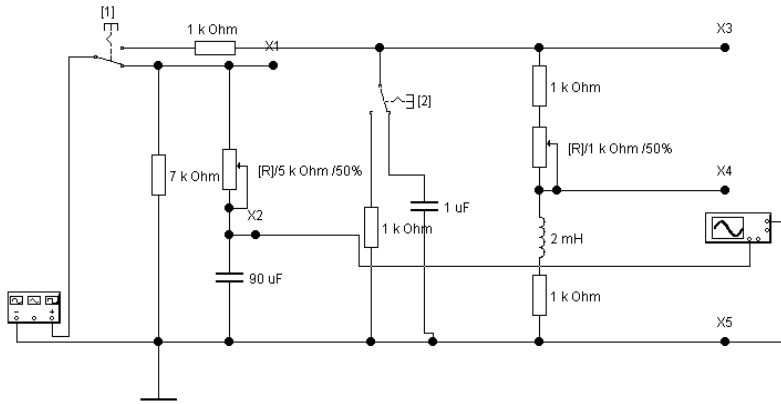 [1]
1 k Ohm
X1
X3
[2]
1 k Ohm
7 k Ohm
[R]/5 k Ohm /50%
[R]/1 k Ohm /50%
X4
X2
1 uF
1 k Ohm
2 mH
90 uF
1 k Ohm
− +
X5